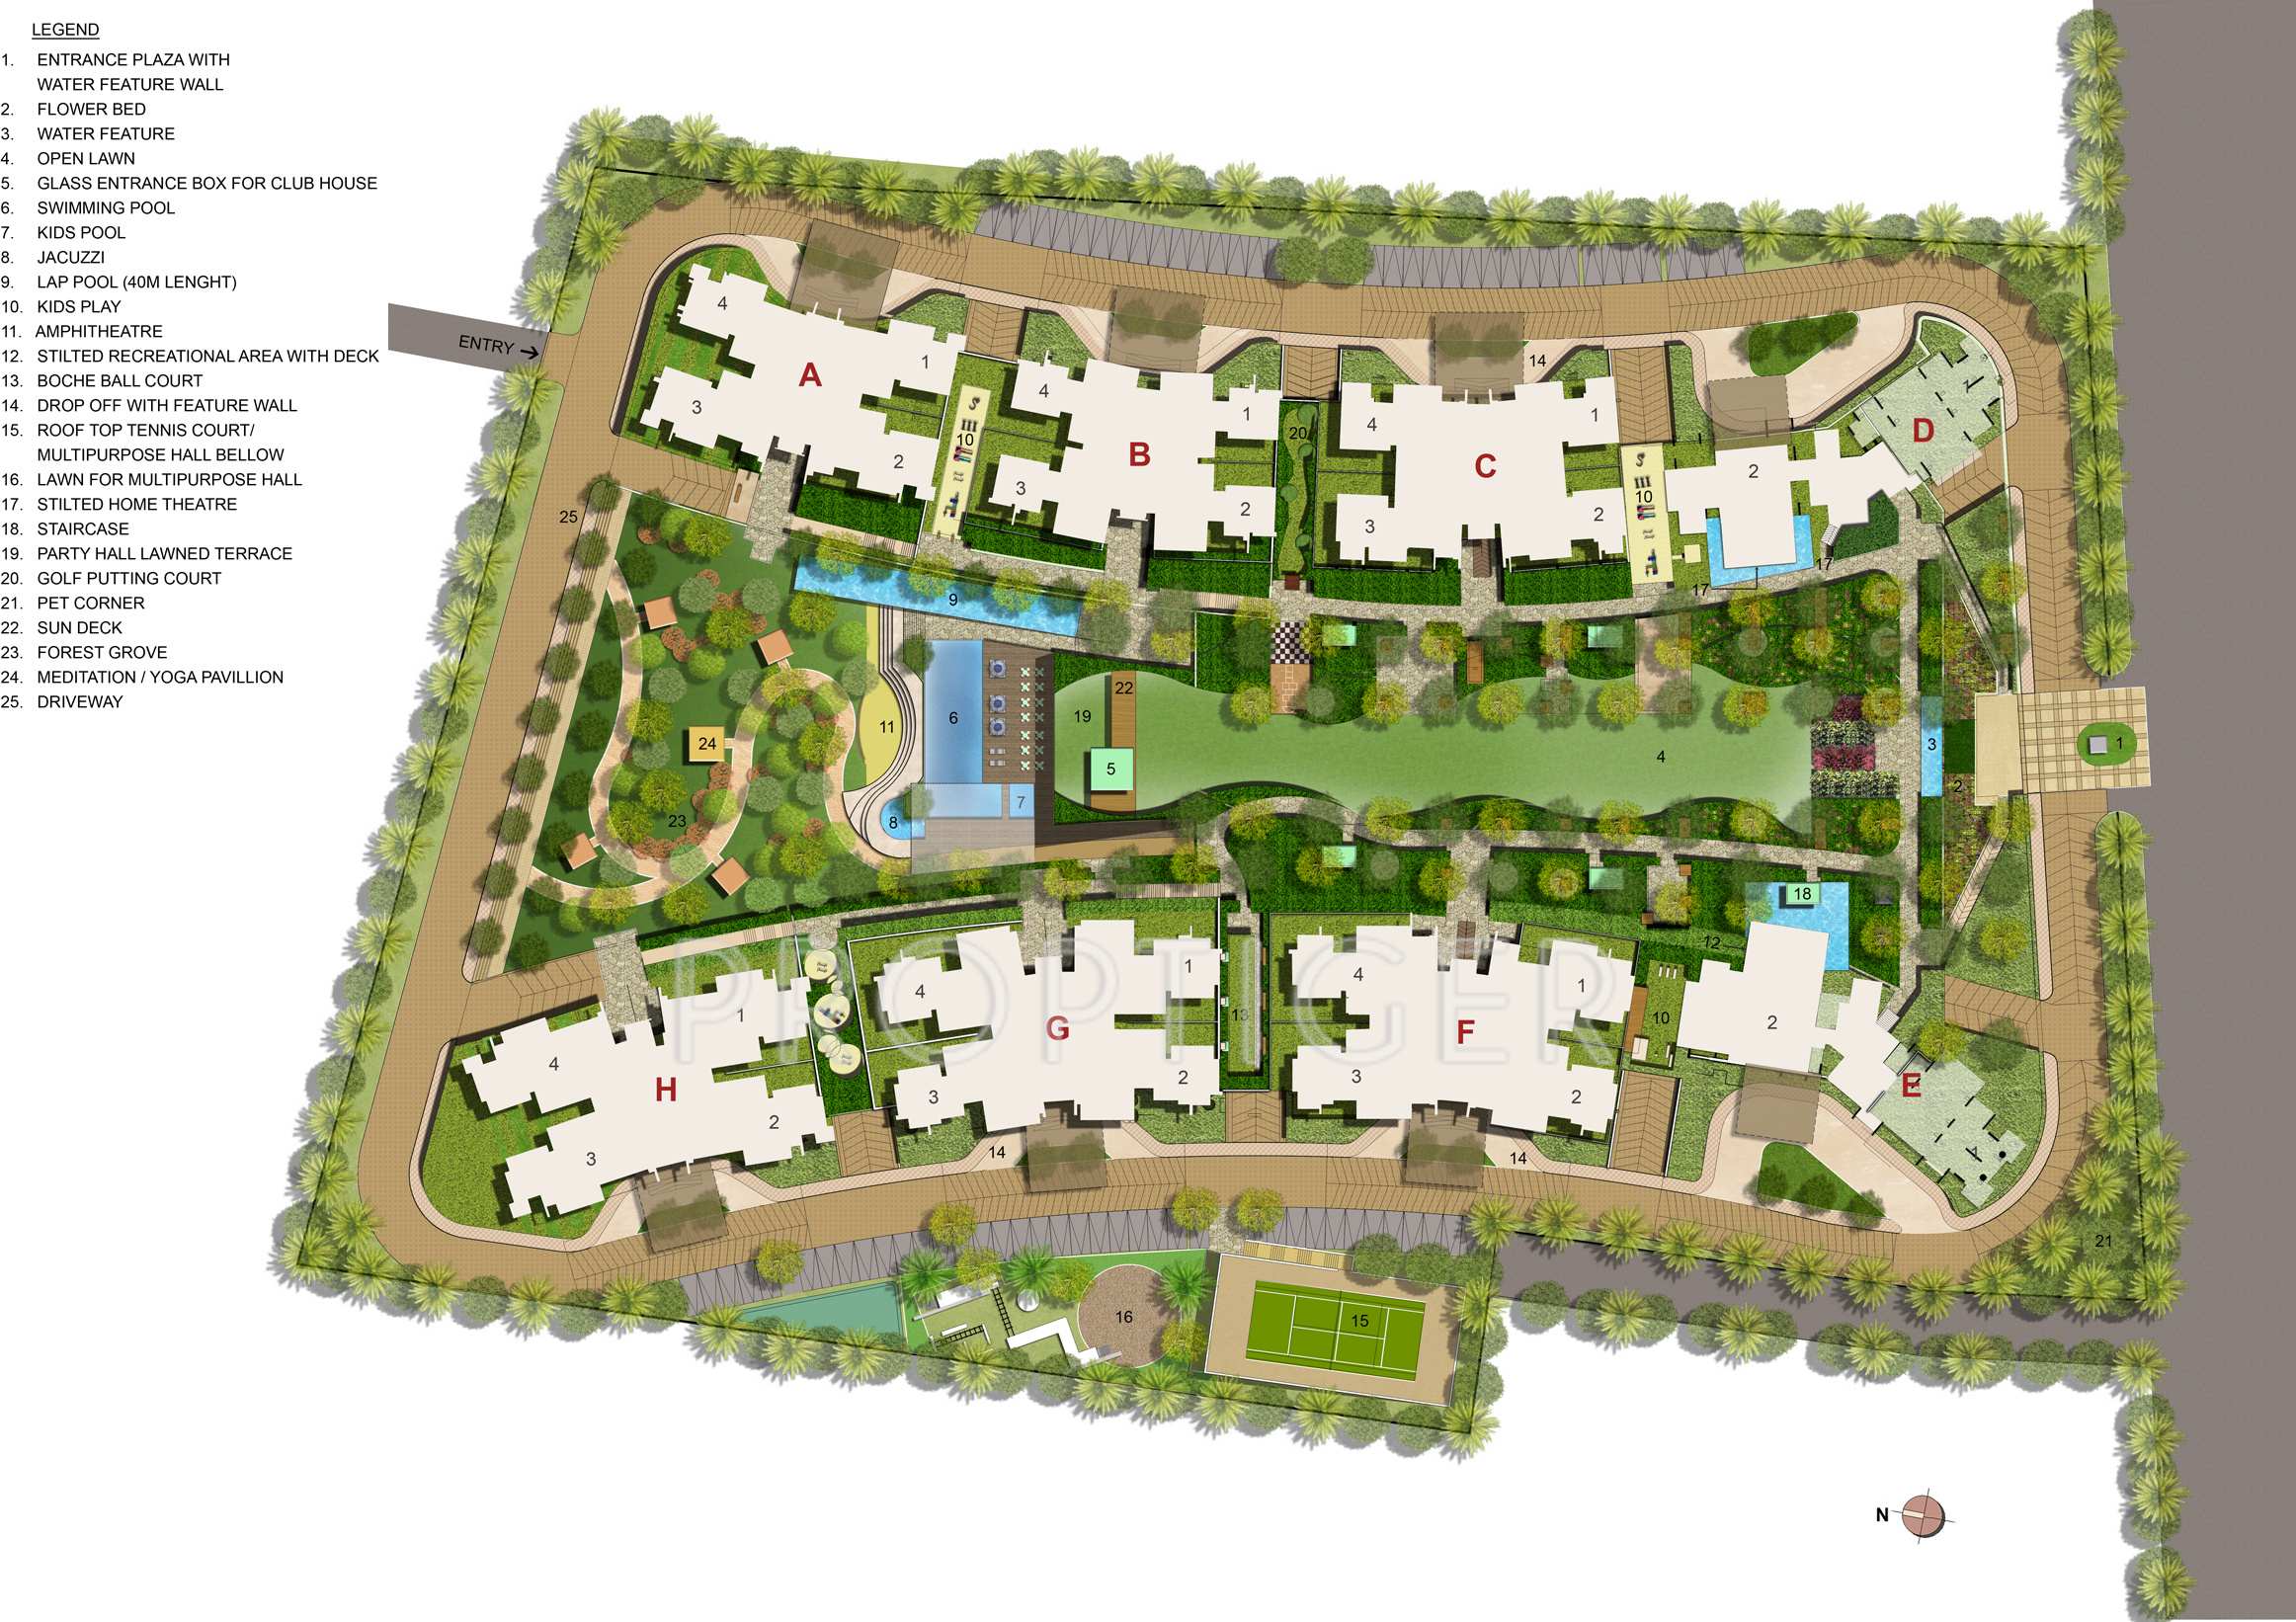 LEGEND
1. ENTRANCE PLAZA WITH
WATER FEATURE WALL
2. FLOWER BED
3. WATER FEATURE
4. OPEN LAWN
5. GLASS ENTRANCE BOX FOR CLUB HOUSE
6. SWIMMING POOL
7. KIDS POOL
8. JACUZZI
9. LAP POOL (40M LENGHT)
10. KIDS PLAY
11. AMPHITHEATRE
12. STILTED RECREATIONAL AREA WITH DECK
13. BOCHE BALL COURT
14. DROP OFF WITH FEATURE WALL
15. ROOF TOP TENNIS COURT/
MULTIPURPOSE HALL BELLOW
16. LAWN FOR MULTIPURPOSE HALL
17. STILTED HOME THEATRE
18. STAIRCASE
19. PARTY HALL LAWNED TERRACE
20. GOLF PUTTING COURT
21. PET CORNER
22. SUN DECK
23. FOREST GROVE
24. MEDITATION / YOGA PAVILLION
25. DRIVEWAY
ENTRY
4
A
1
3
2
10
4
B
1
3
2
20
14
4
C
1
3
2
10
2
D
1
17
17
25
9
11
6
7
8
19
22
5
4
3
2
1
24
23
18
12
4
H
1
3
2
4
G
1
3
2
13
4
F
1
3
2
10
2
E
1
14
14
16
15
21
PROPTIGER
N